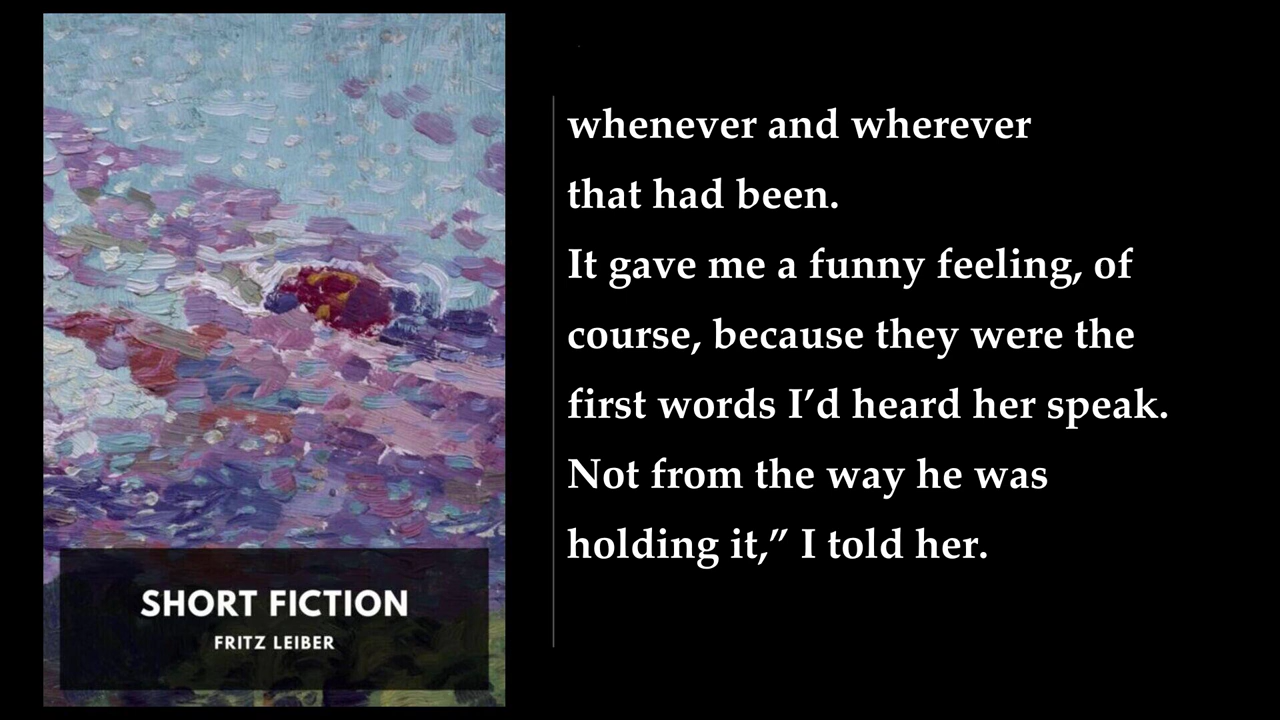 whenever and wherever
that had been.
It gave me a funny feeling, of
course, because they were the
first words I’d heard her speak.
Not from the way he was
holding it,” I told her.
SHORT FICTION
FRITZ LEIBER